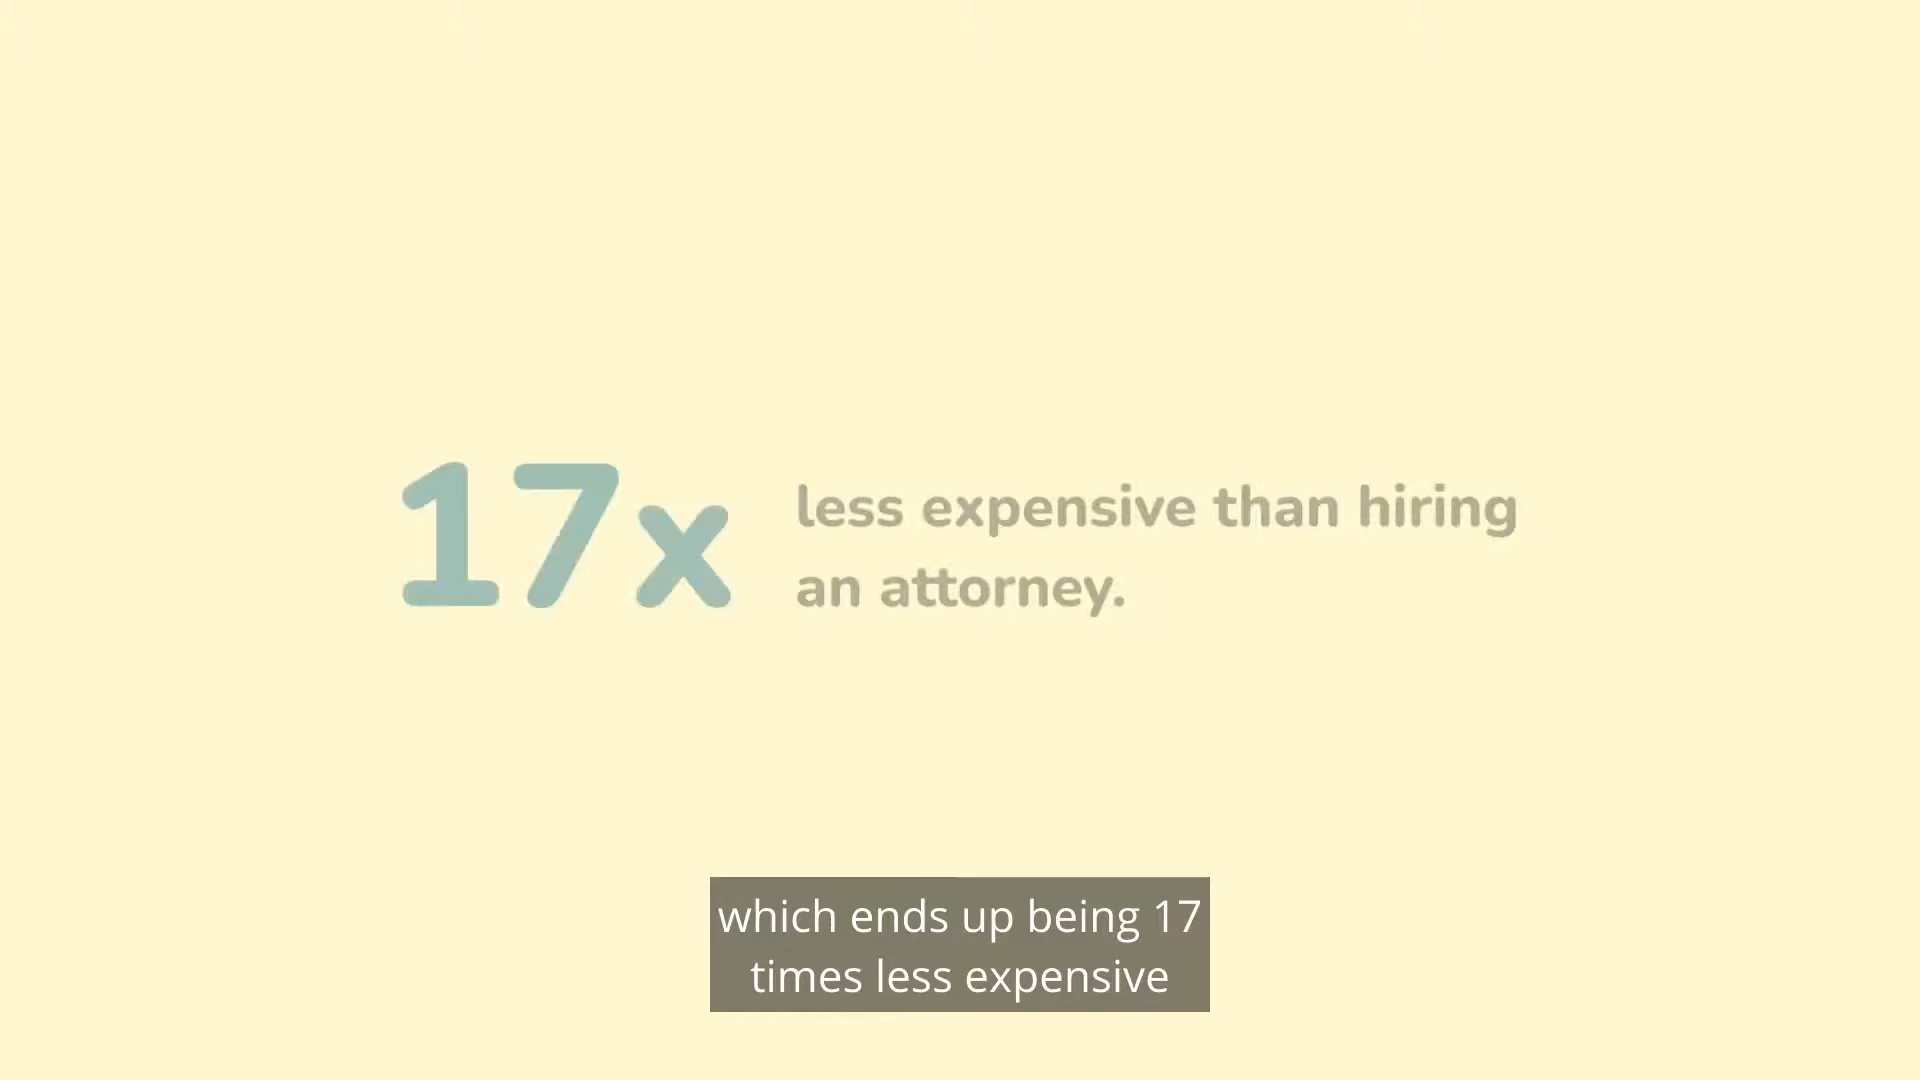 17x
less expensive than hiring
an attorney.
which ends up being 17
times less expensive